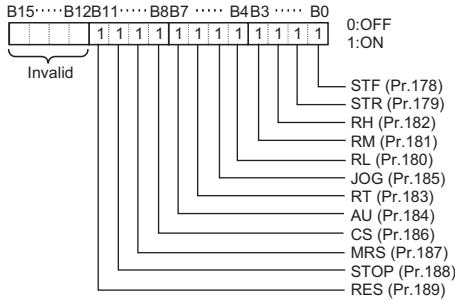 B15·····B12B11·····B8B7·····B4B3·····B0
1 1 1 1 1 1 1 1 1 1 1 1
0:OFF
1:ON
Invalid
STF (Pr.178)
STR (Pr.179)
RH (Pr.182)
RM (Pr.181)
RL (Pr.180)
JOG (Pr.185)
RT (Pr.183)
AU (Pr.184)
CS (Pr.186)
MRS (Pr.187)
STOP (Pr.188)
RES (Pr.189)